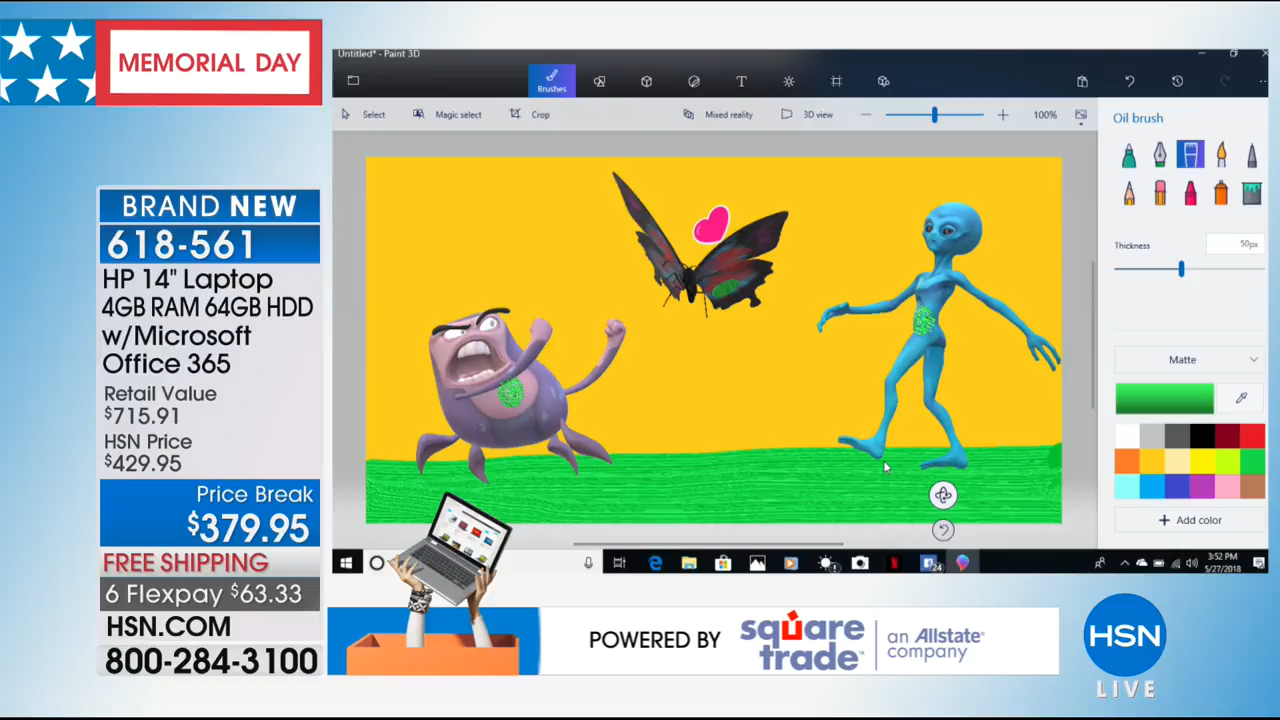 MEMORIAL DAY
BRAND NEW
618-561
HP 14" Laptop
4GB RAM 64GB HDD
w/Microsoft
Office 365
Retail Value
$715.91
HSN Price
$429.95
Price Break
$379.95
FREE SHIPPING
6 Flexpay $63.33
HSN.COM
800-284-3100
Untitled* - Paint 3D
Brushes
Select
Magic select
Crop
Mixed reality
3D view
100%
Oil brush
Thickness
50px
Matte
Add color
24
3:52 PM
5/27/2018
POWERED BY
square
trade
an Allstate®
company
HSN
LIVE